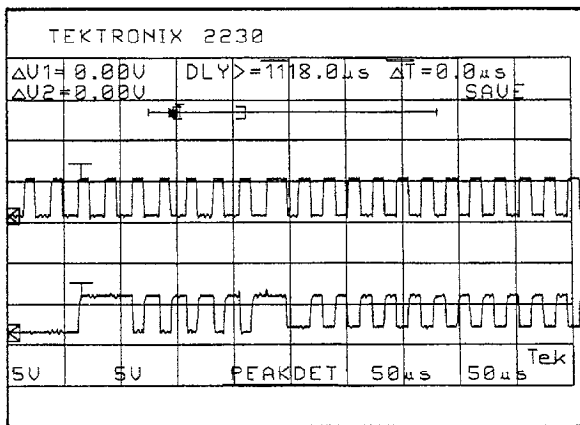 TEKTRONIX 2230
ΔV1= 0.00V DLY>=1118.0µs ΔT=0.0µs
ΔV2=0.00V SAVE
Tek
5V 5V PEAKDET 50µs 50µs